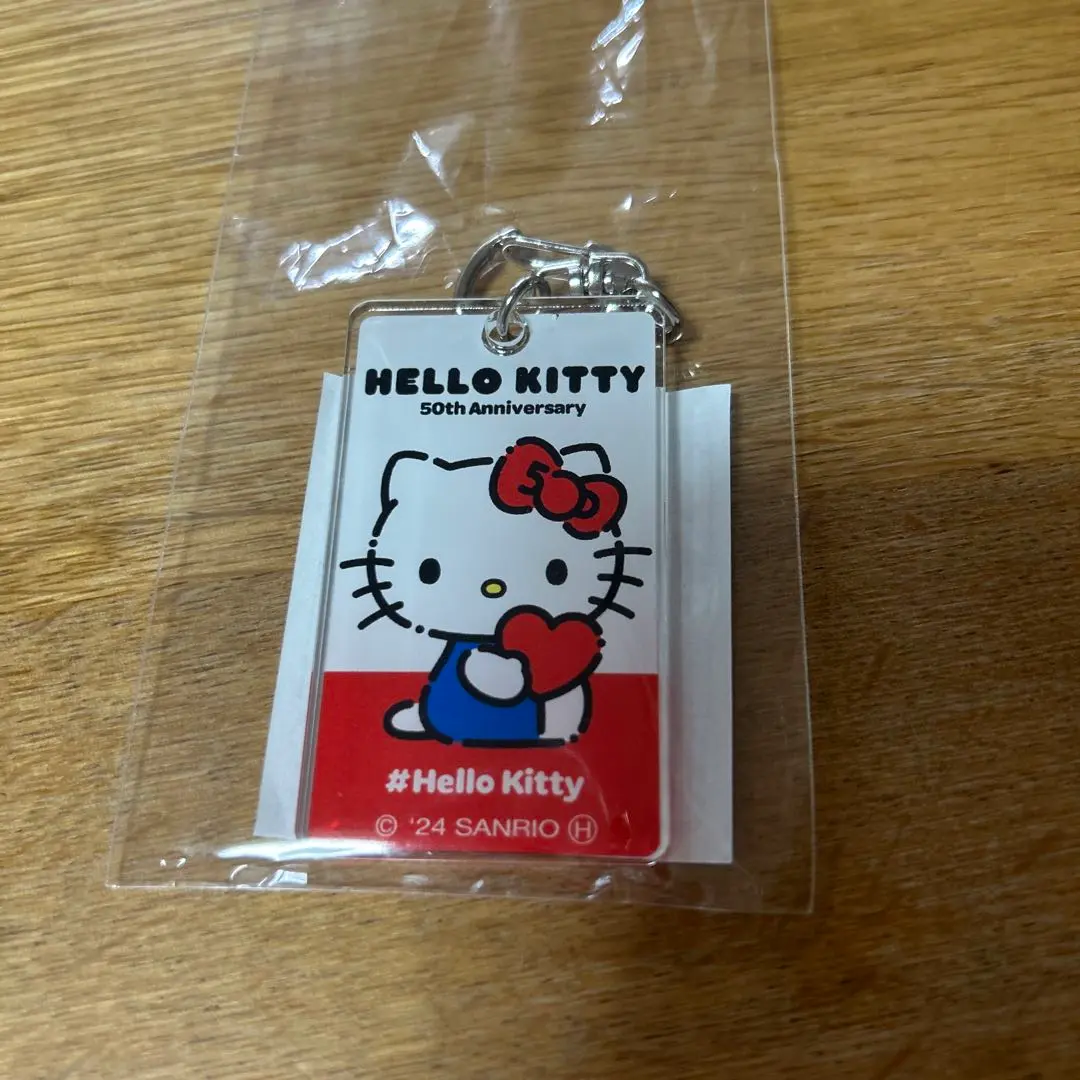 HELLO KITTY
50th Anniversary
50
#Hello Kitty
© '24 SANRIO Ⓗ